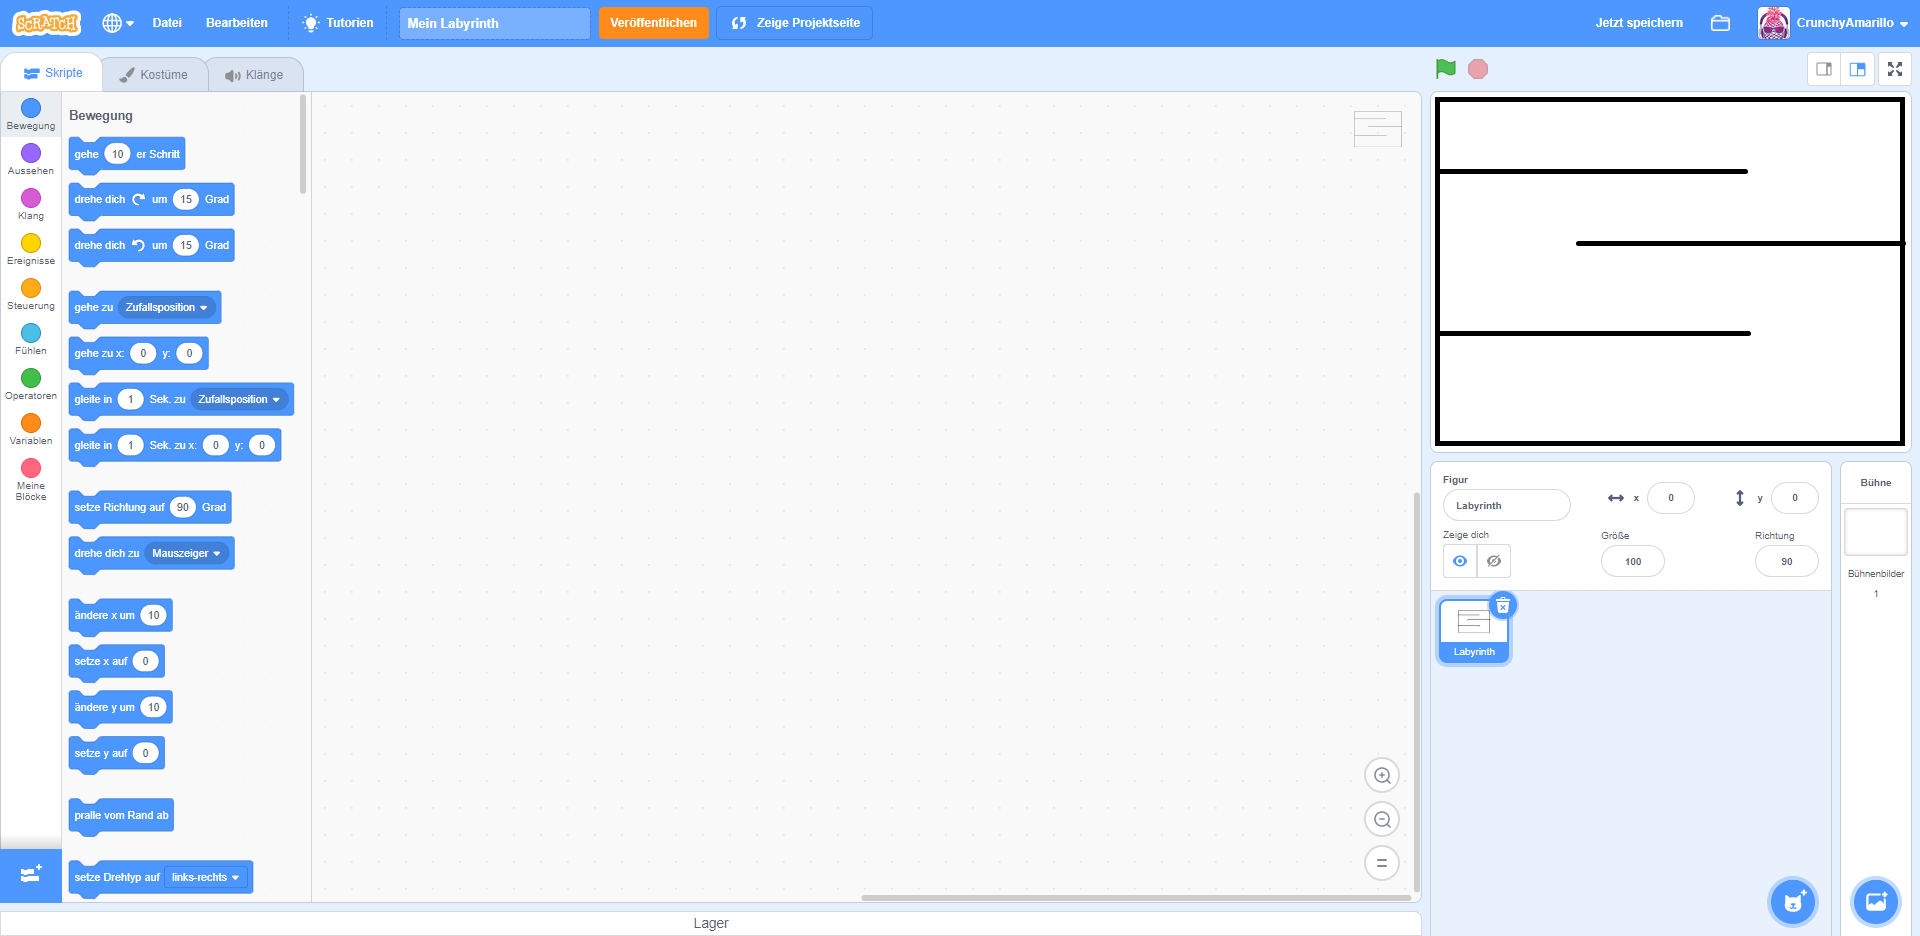 SCRATCH Datei Bearbeiten Tutorien Mein Labyrinth Veröffentlichen Zeige Projektseite Jetzt speichern CrunchyAmarillo
Skripte Kostüme Klänge
Bewegung
Aussehen
Klang
Ereignisse
Steuerung
Fühlen
Operatoren
Variablen
Meine
Blöcke
Bewegung
gehe 10 er Schritt
drehe dich um 15 Grad
drehe dich um 15 Grad
gehe zu Zufallsposition
gehe zu x: 0 y: 0
gleite in 1 Sek. zu Zufallsposition
gleite in 1 Sek. zu x: 0 y: 0
setze Richtung auf 90 Grad
drehe dich zu Mauszeiger
ändere x um 10
setze x auf 0
ändere y um 10
setze y auf 0
pralle vom Rand ab
setze Drehtyp auf links-rechts
Lager
Figur
Labyrinth x 0 y 0
Zeige dich Größe Richtung
100 90
Labyrinth
Bühne
Bühnenbilder
1